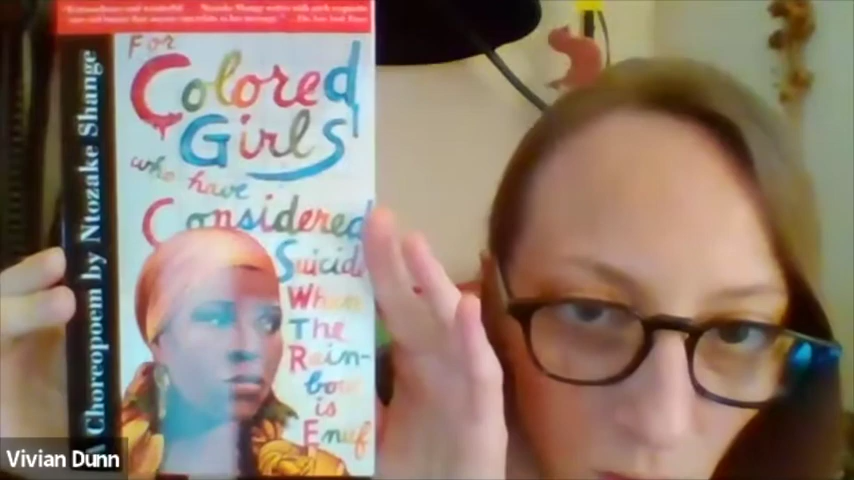 For
Colored
Girls
who have
Considered
Suicide
When
The
Rain-
bow
is
Enuf
A Choreopoem by Ntozake Shange
Vivian Dunn